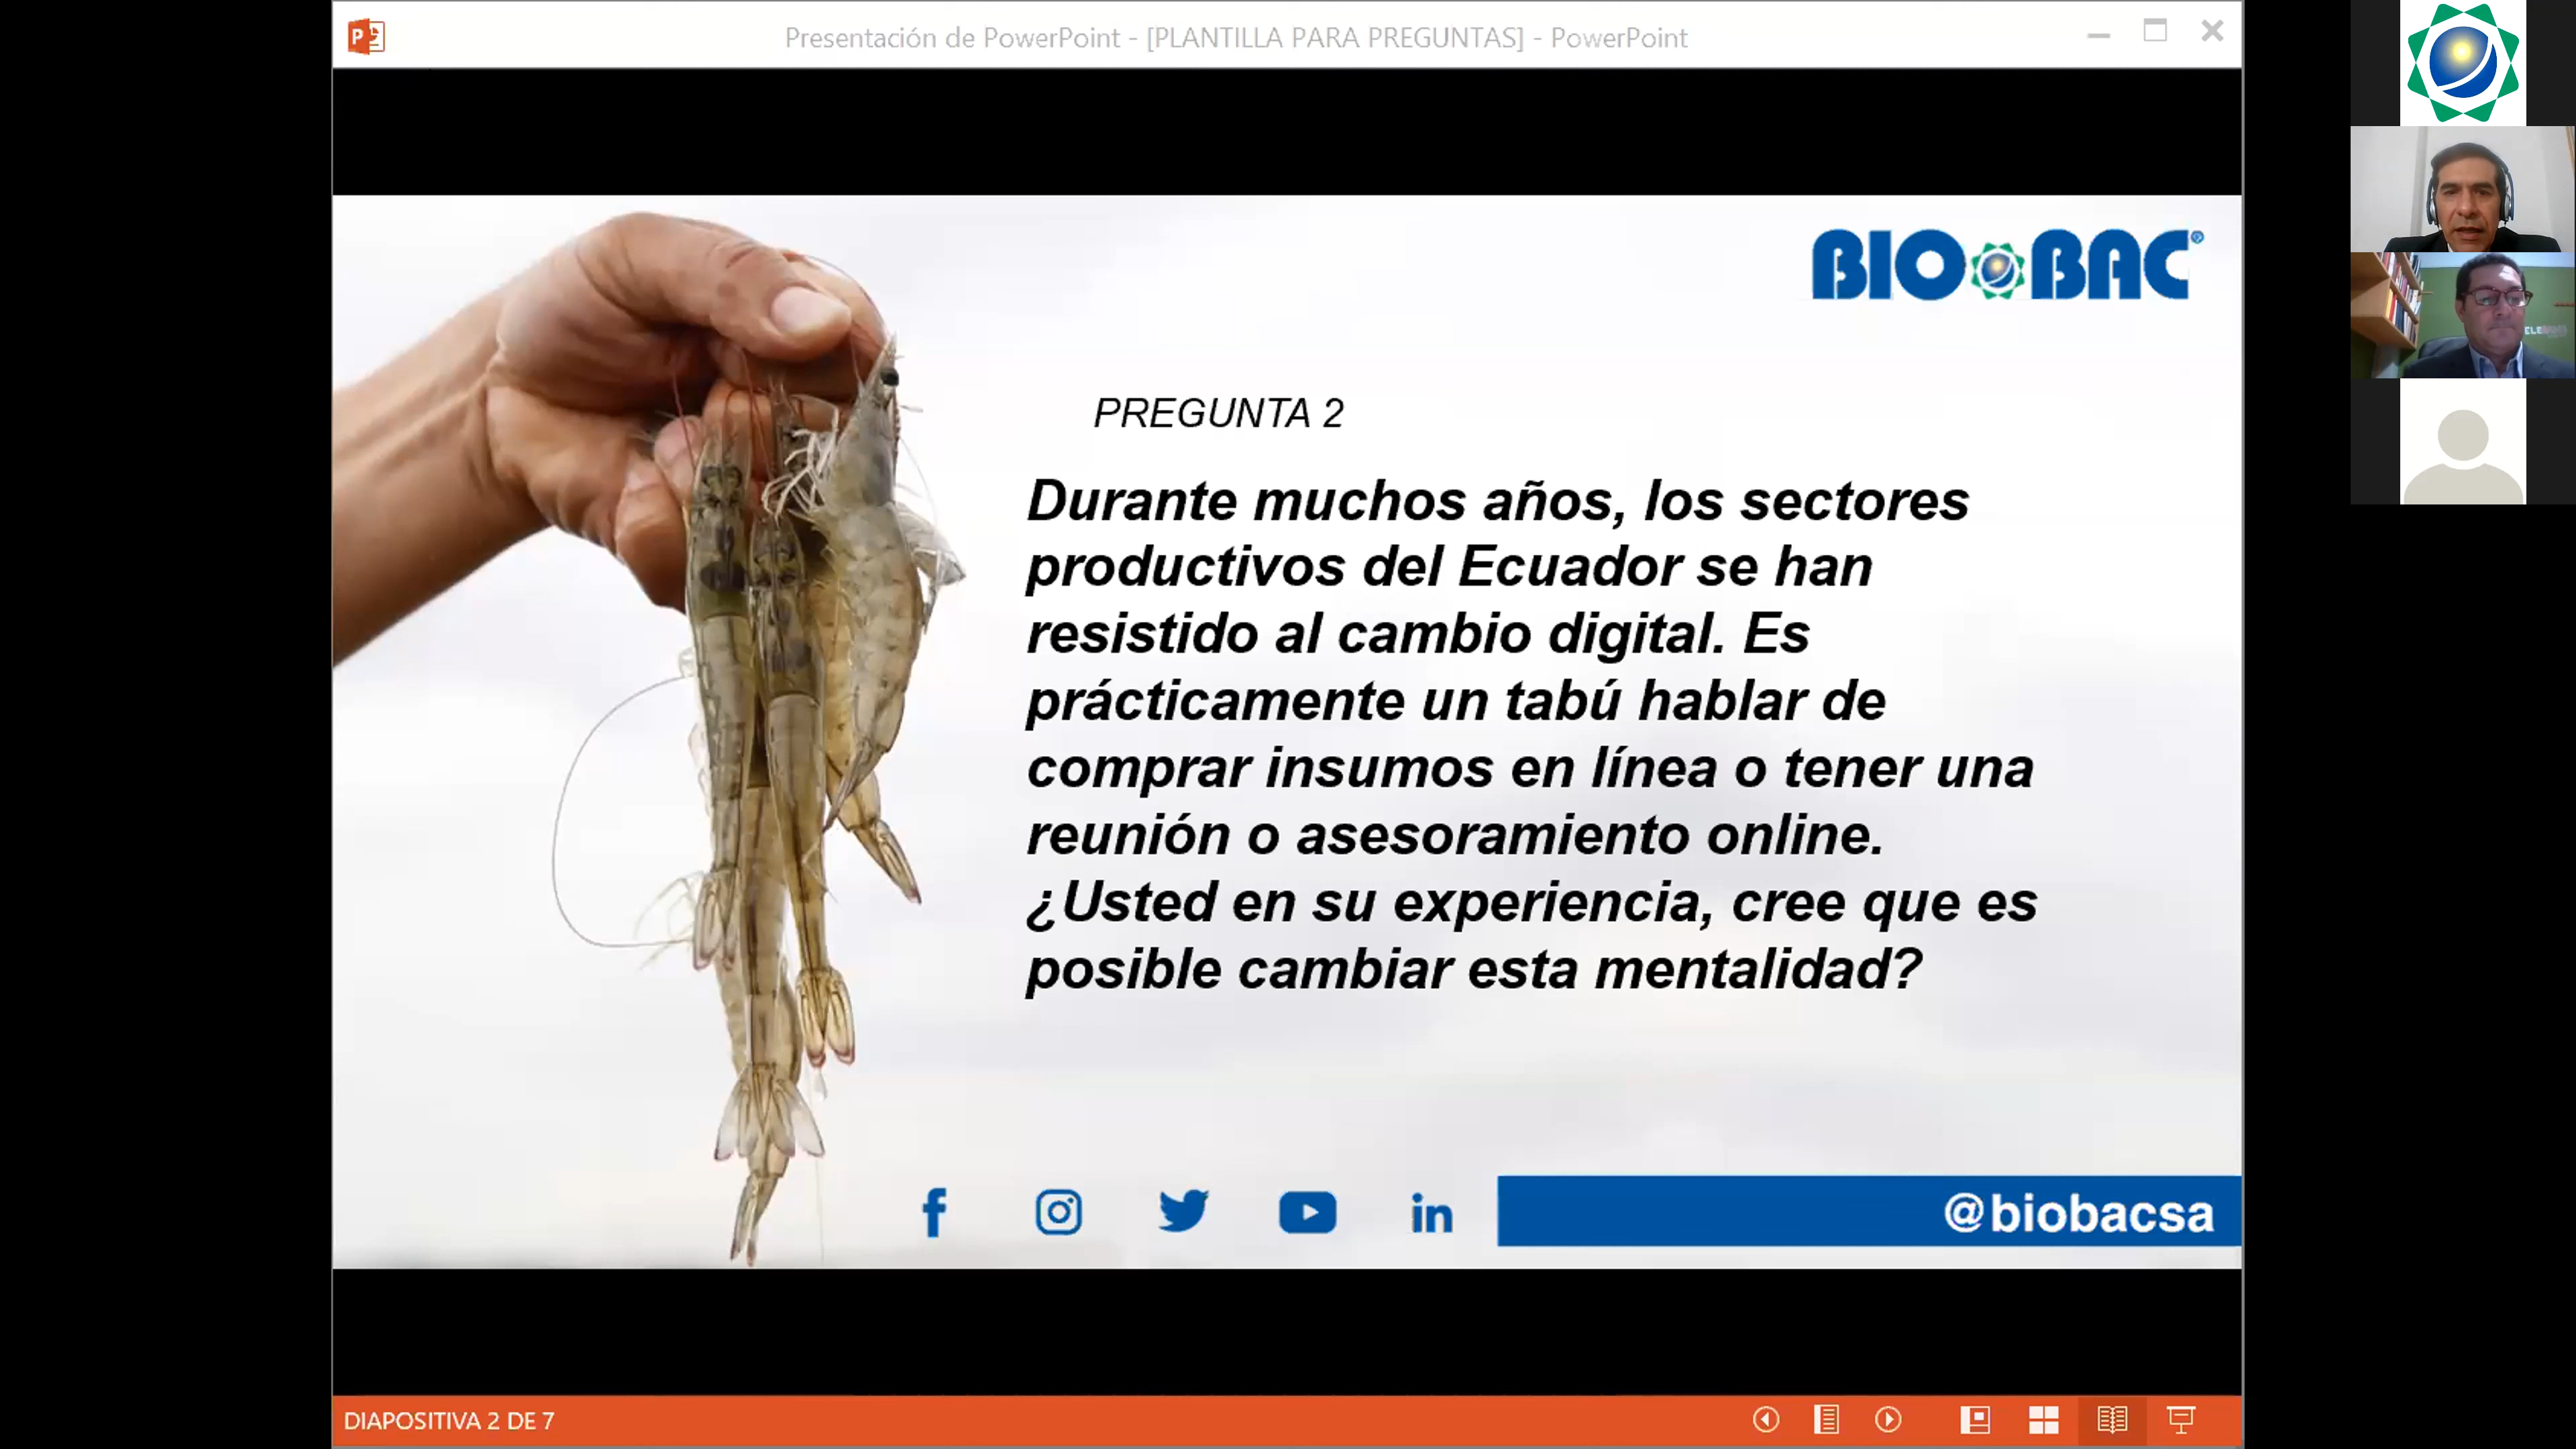 Presentación de PowerPoint - [PLANTILLA PARA PREGUNTAS] - PowerPoint
BIOBAC®
PREGUNTA 2
Durante muchos años, los sectores
productivos del Ecuador se han
resistido al cambio digital. Es
prácticamente un tabú hablar de
comprar insumos en línea o tener una
reunión o asesoramiento online.
¿Usted en su experiencia, cree que es
posible cambiar esta mentalidad?
@biobacsa
DIAPOSITIVA 2 DE 7